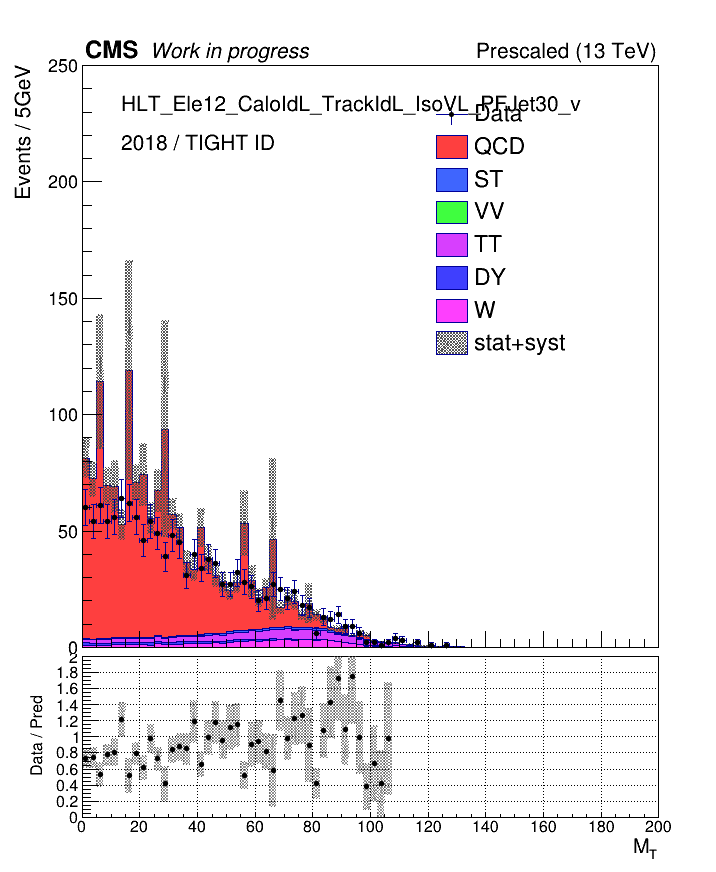 CMS Work in progress Prescaled (13 TeV)
Events / 5GeV
250
200
150
100
50
0
HLT_Ele12_CaloIdL_TrackIdL_IsoVL_PFJet30_v
2018 / TIGHT ID
Data
QCD
ST
VV
TT
DY
W
stat+syst
Data / Pred
2
1.8
1.6
1.4
1.2
1
0.8
0.6
0.4
0.2
0
0 20 40 60 80 100 120 140 160 180 200
M_T